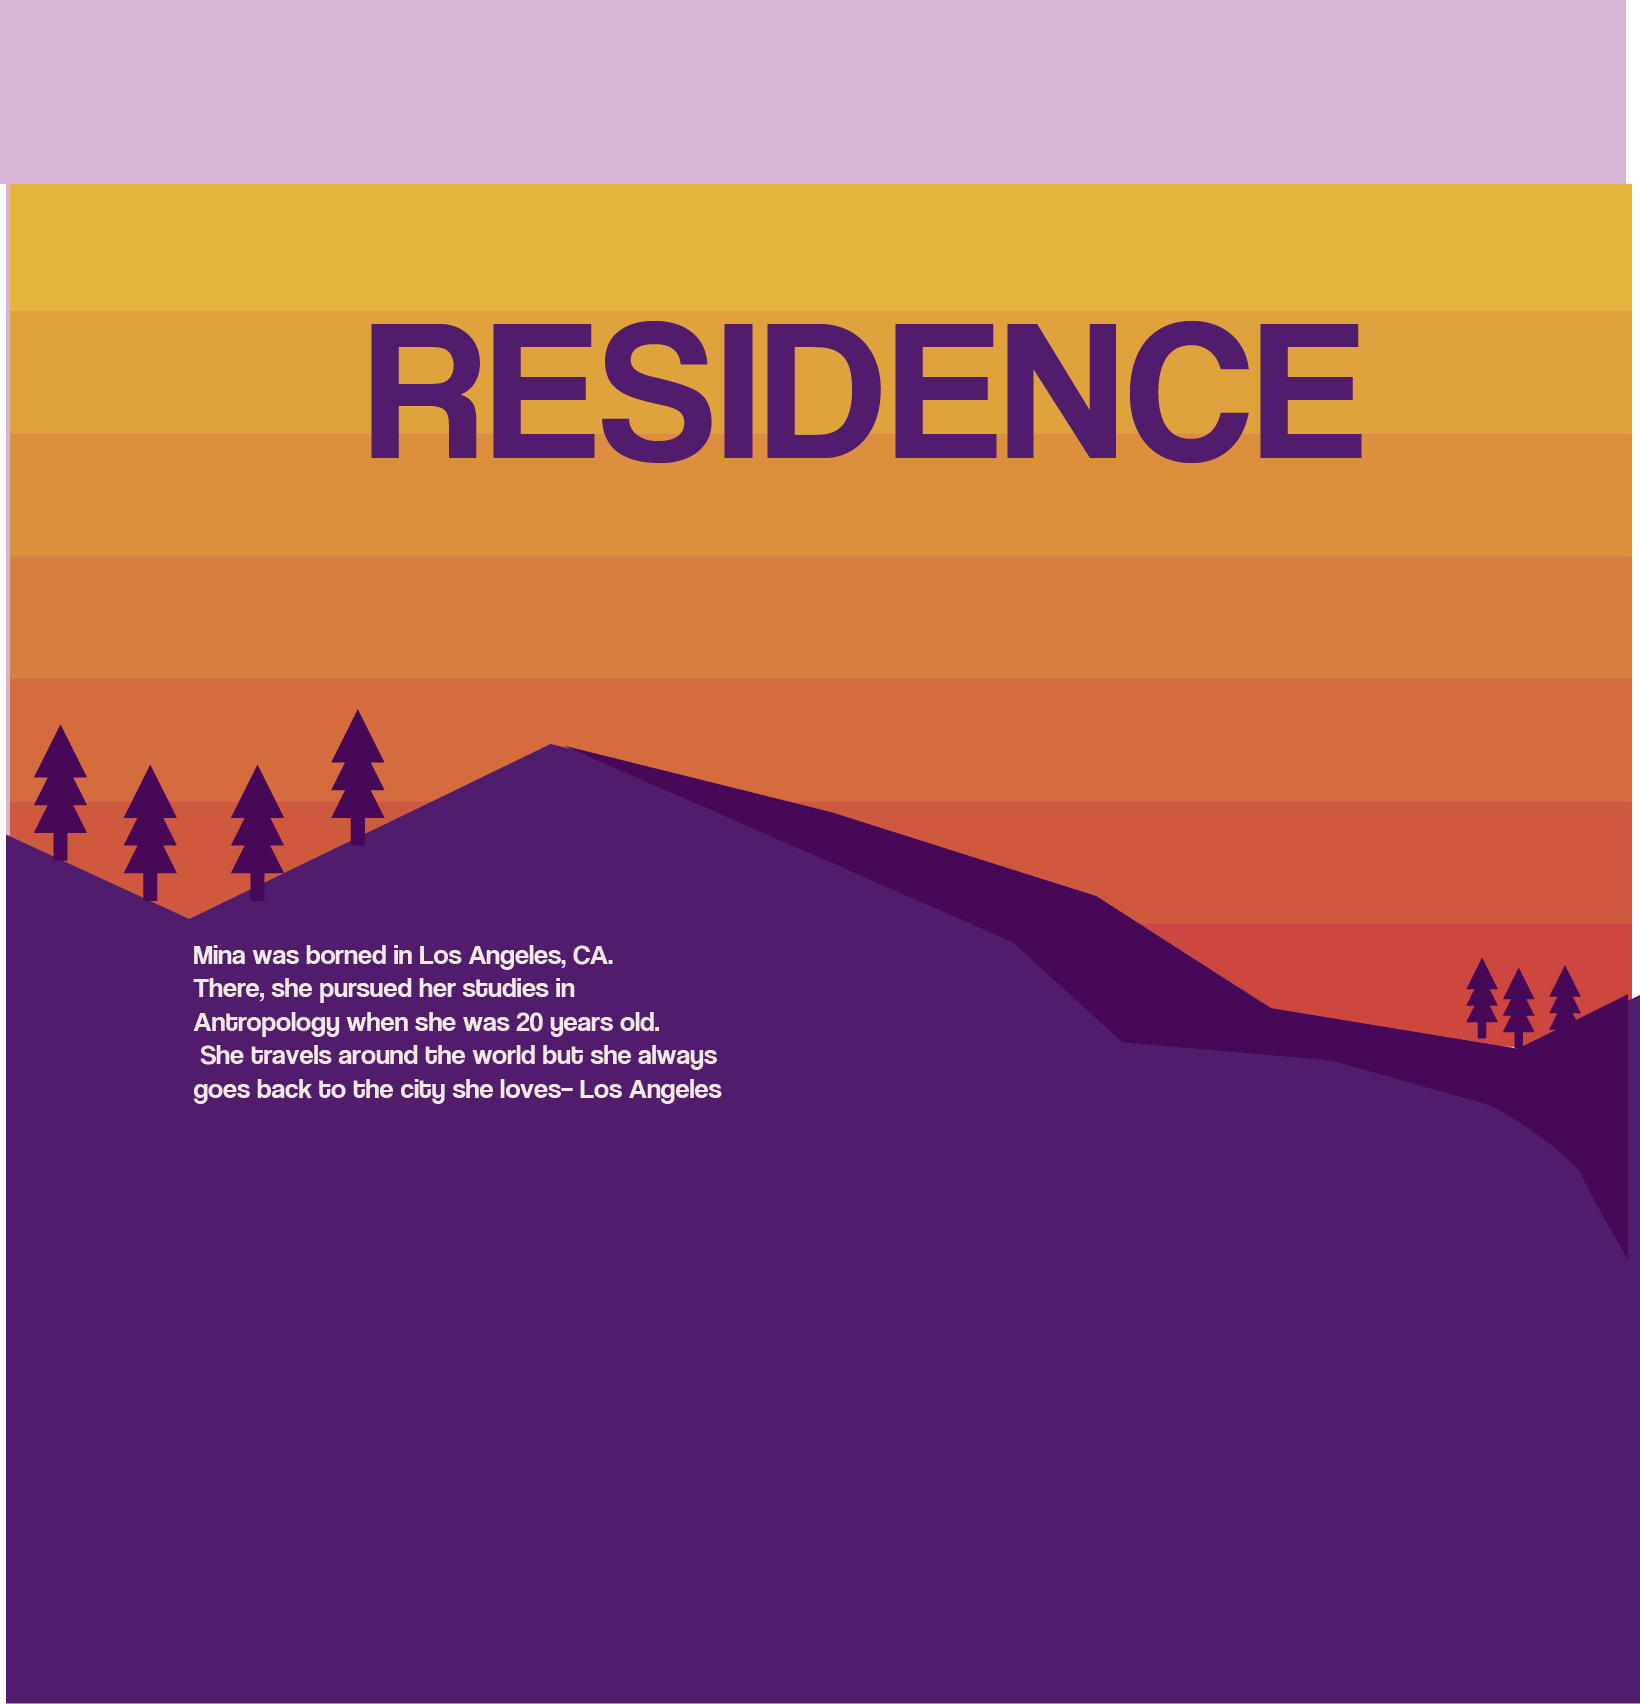 RESIDENCE
Mina was borned in Los Angeles, CA.
There, she pursued her studies in
Antropology when she was 20 years old.
She travels around the world but she always
goes back to the city she loves– Los Angeles